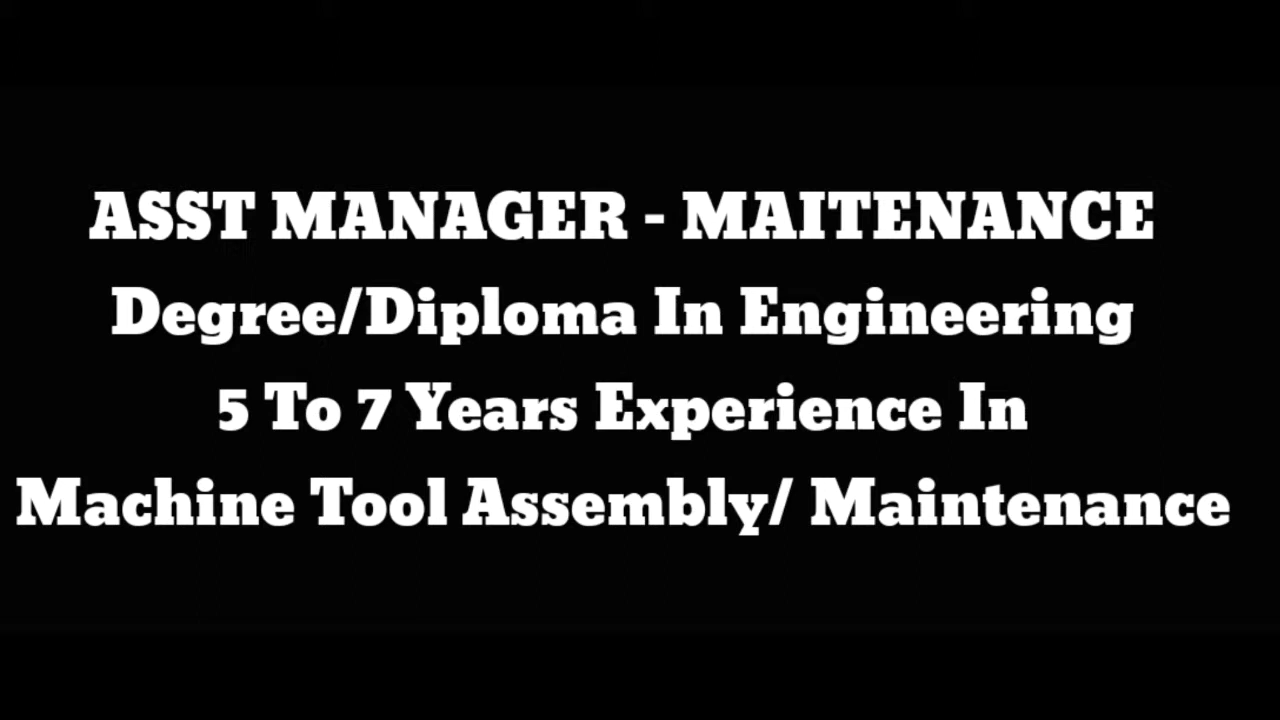 ASST MANAGER - MAITENANCE
Degree/Diploma In Engineering
5 To 7 Years Experience In
Machine Tool Assembly/ Maintenance